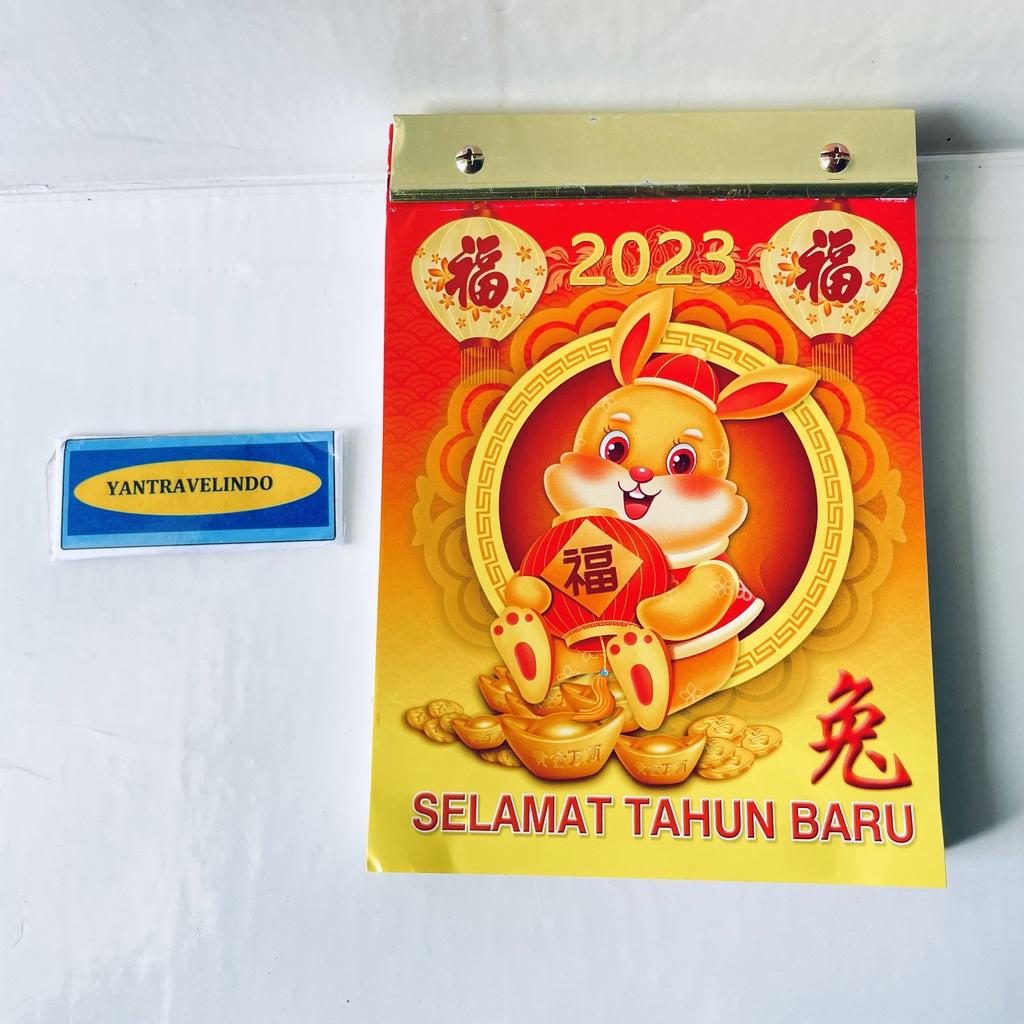 福
2023
福
YANTRAVELINDO
福
兔
SELAMAT TAHUN BARU